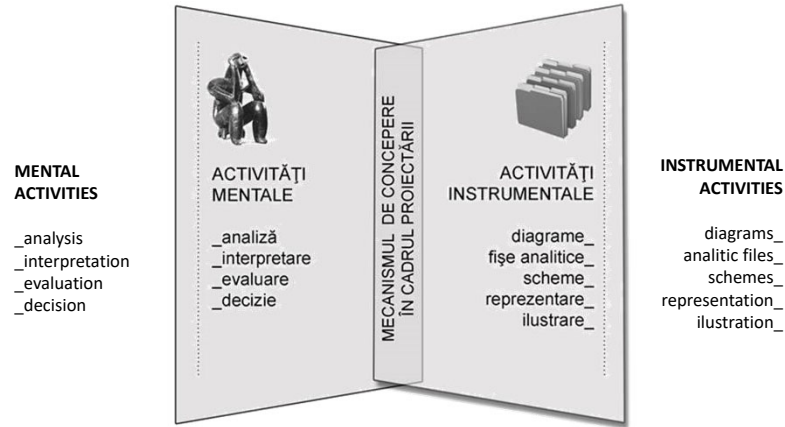 MENTAL
ACTIVITIES
_analysis
_interpretation
_evaluation
_decision
ACTIVITĂŢI
MENTALE
_analiză
_interpretare
_evaluare
_decizie
MECANISMUL DE CONCEPERE
ÎN CADRUL PROIECTĂRII
ACTIVITĂŢI
INSTRUMENTALE
diagrame_
fişe analitice_
scheme_
reprezentare_
ilustrare_
INSTRUMENTAL
ACTIVITIES
diagrams_
analitic files_
schemes_
representation_
ilustration_